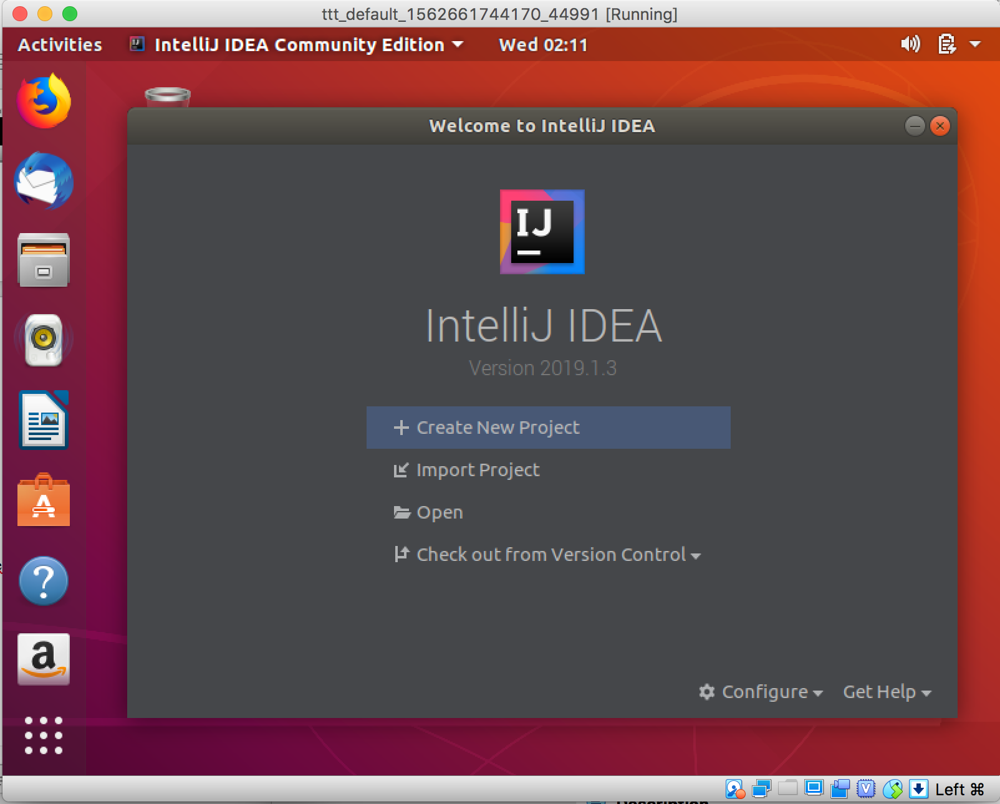 ttt_default_1562661744170_44991 [Running]
Activities IntelliJ IDEA Community Edition Wed 02:11
Welcome to IntelliJ IDEA
IJ
IntelliJ IDEA
Version 2019.1.3
Create New Project
Import Project
Open
Check out from Version Control
Configure Get Help
Left ⌘
Description